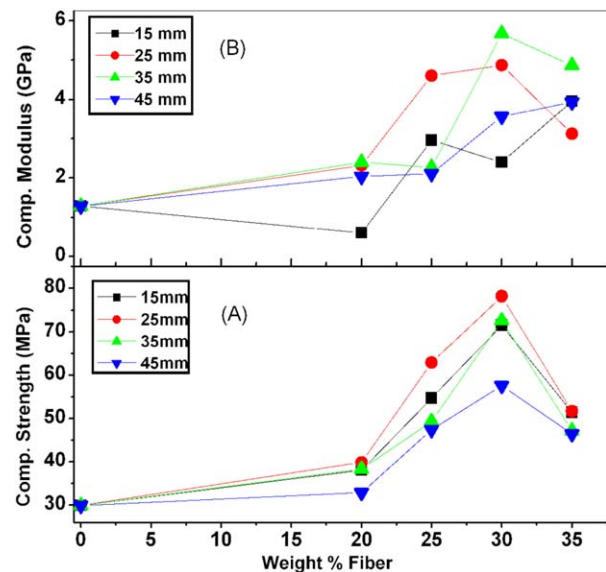 15 mm
25 mm
35 mm
45 mm
(B)
Comp. Modulus (GPa)
6
4
2
0
15mm
25mm
35mm
45mm
(A)
Comp. Strength (MPa)
80
70
60
50
40
30
0 5 10 15 20 25 30 35
Weight % Fiber